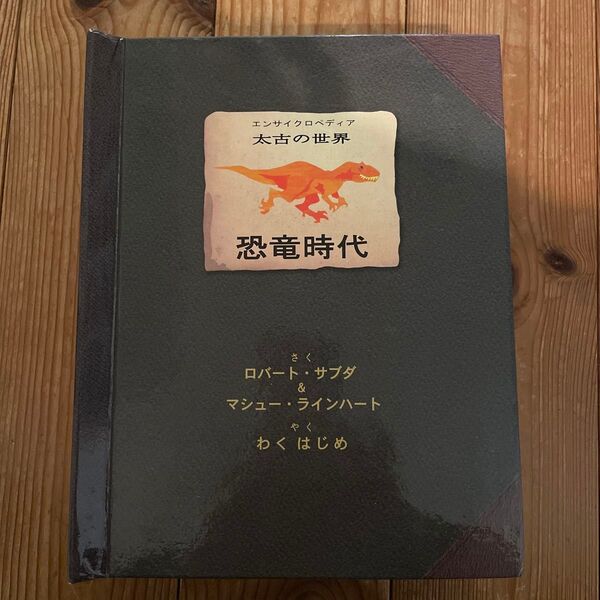 エンサイクロペディア
太古の世界
恐竜時代
さく
ロバート・サブダ
&
マシュー・ラインハート
やく
わく はじめ